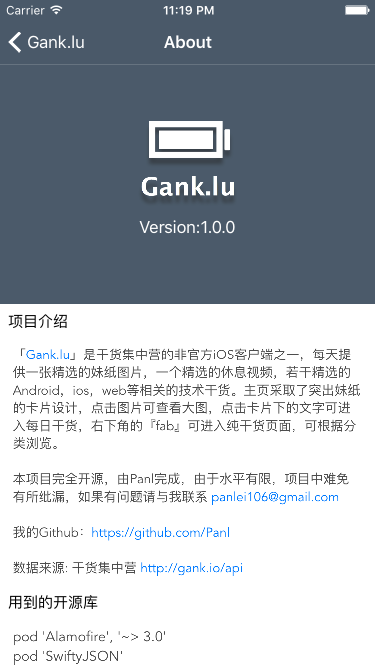 Carrier 11:19 PM
Gank.lu About
Gank.lu
Version:1.0.0
项目介绍
「Gank.lu」是干货集中营的非官方iOS客户端之一，每天提
供一张精选的妹纸图片，一个精选的休息视频，若干精选的
Android，ios，web等相关的技术干货。主页采取了突出妹纸
的卡片设计，点击图片可查看大图，点击卡片下的文字可进
入每日干货，右下角的『fab』可进入纯干货页面，可根据分
类浏览。
本项目完全开源，由Panl完成，由于水平有限，项目中难免
有所纰漏，如果有问题请与我联系 panlei106@gmail.com
我的Github：https://github.com/Panl
数据来源: 干货集中营 http://gank.io/api
用到的开源库
pod 'Alamofire', '~> 3.0'
pod 'SwiftyJSON'